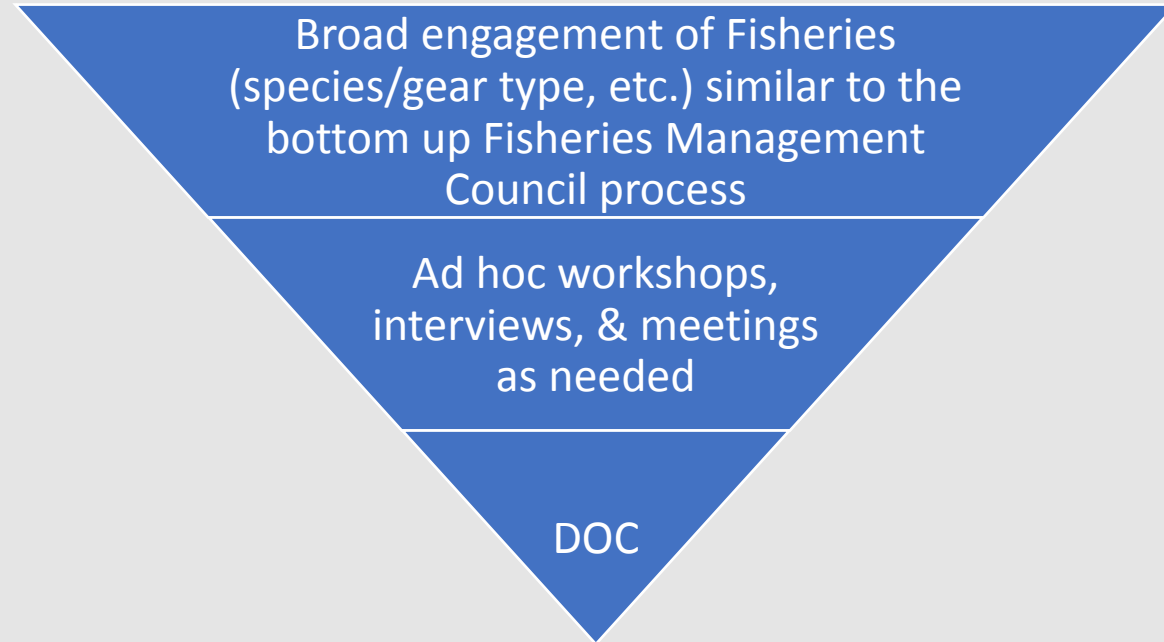 Broad engagement of Fisheries
(species/gear type, etc.) similar to the
bottom up Fisheries Management
Council process
Ad hoc workshops,
interviews, & meetings
as needed
DOC